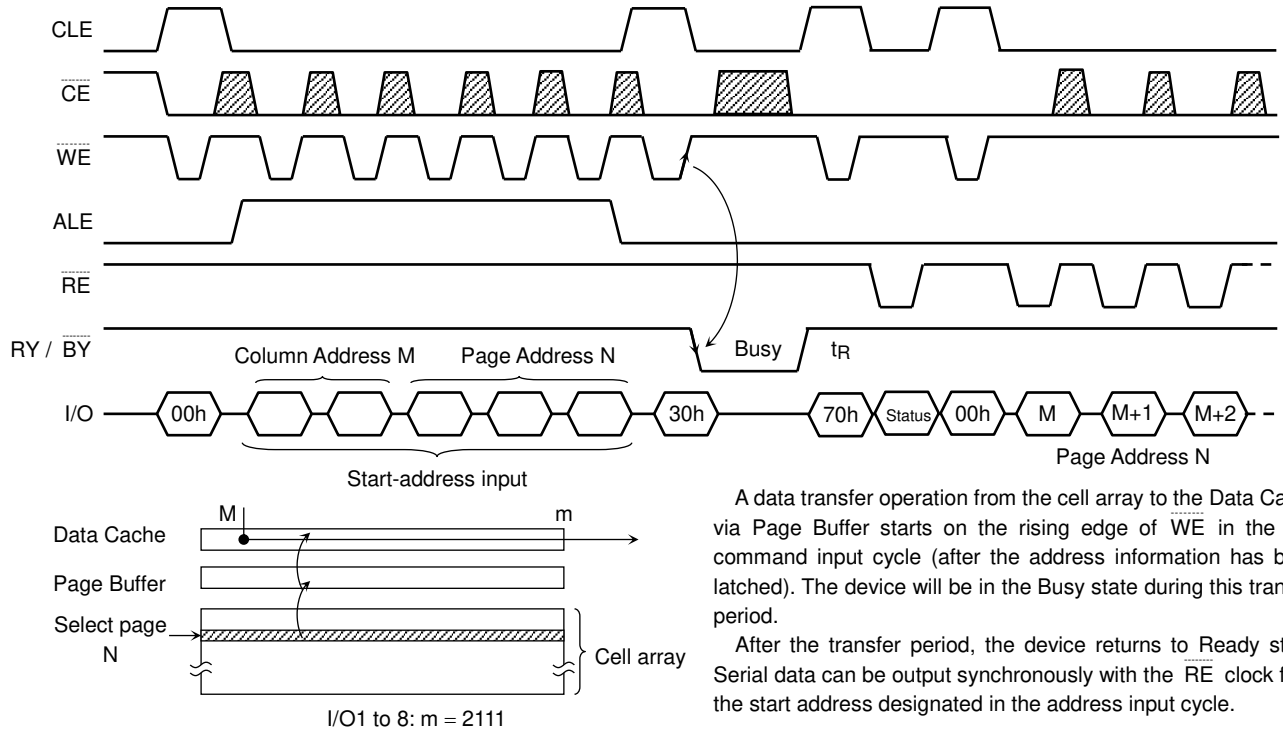 CLE
CE
WE
ALE
RE
RY / BY
Column Address M
Page Address N
Busy
tR
I/O
00h
30h
70h
Status
00h
M
M+1
M+2
Start-address input
Page Address N
M
m
Data Cache
Page Buffer
Select page
N
Cell array
I/O1 to 8: m = 2111
A data transfer operation from the cell array to the Data Ca
via Page Buffer starts on the rising edge of WE in the
command input cycle (after the address information has b
latched). The device will be in the Busy state during this tran
period.
After the transfer period, the device returns to Ready st
Serial data can be output synchronously with the RE clock f
the start address designated in the address input cycle.